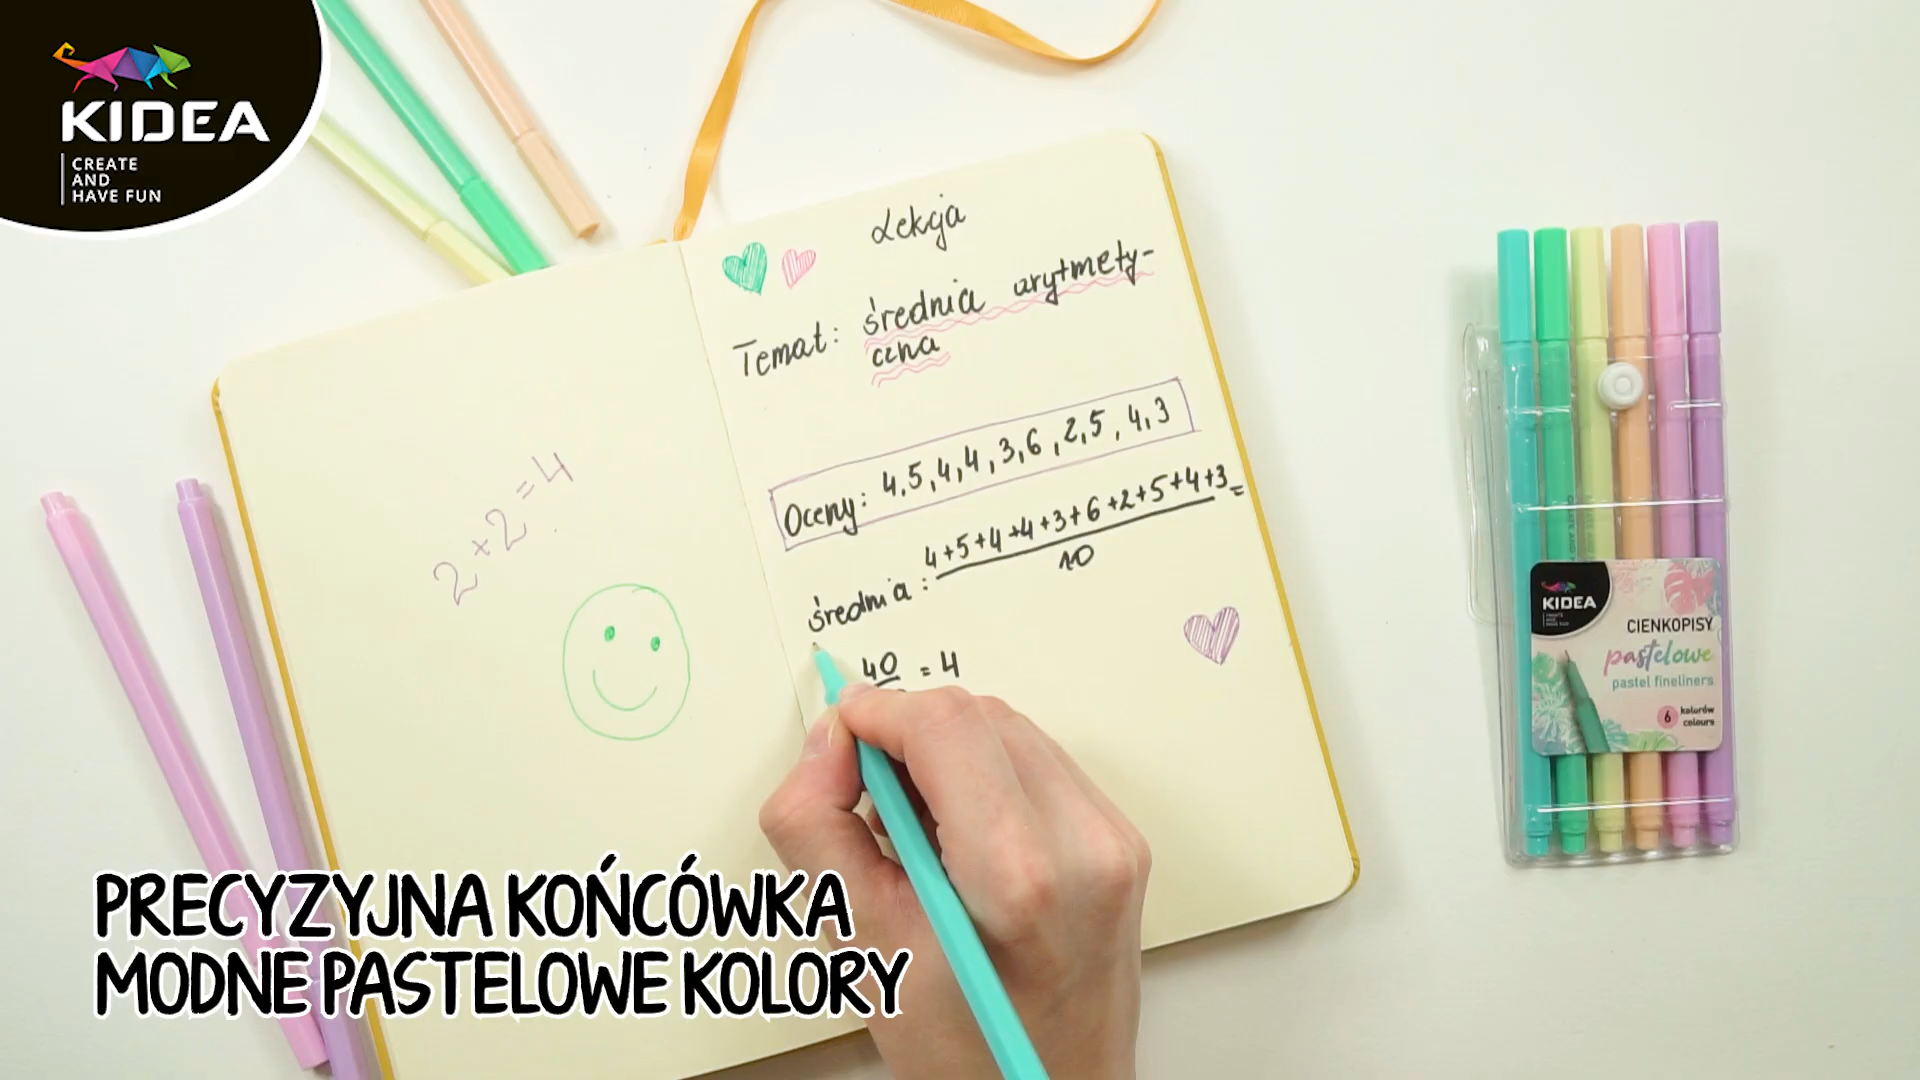 KIDEA
CREATE
AND
HAVE FUN
2 × 2 = 4
Lekcja
Temat: średnia arytmety-
czna
Oceny: 4,5,4,4,3,6,2,5,4,3
4+5+4+4+3+6+2+5+4+3 =
10
średnia:
40 = 4
KIDEA
CIENKOPISY
pastelowe
pastel fineliners
6 kolorów
colours
PRECYZYJNA KOŃCÓWKA
MODNE PASTELOWE KOLORY